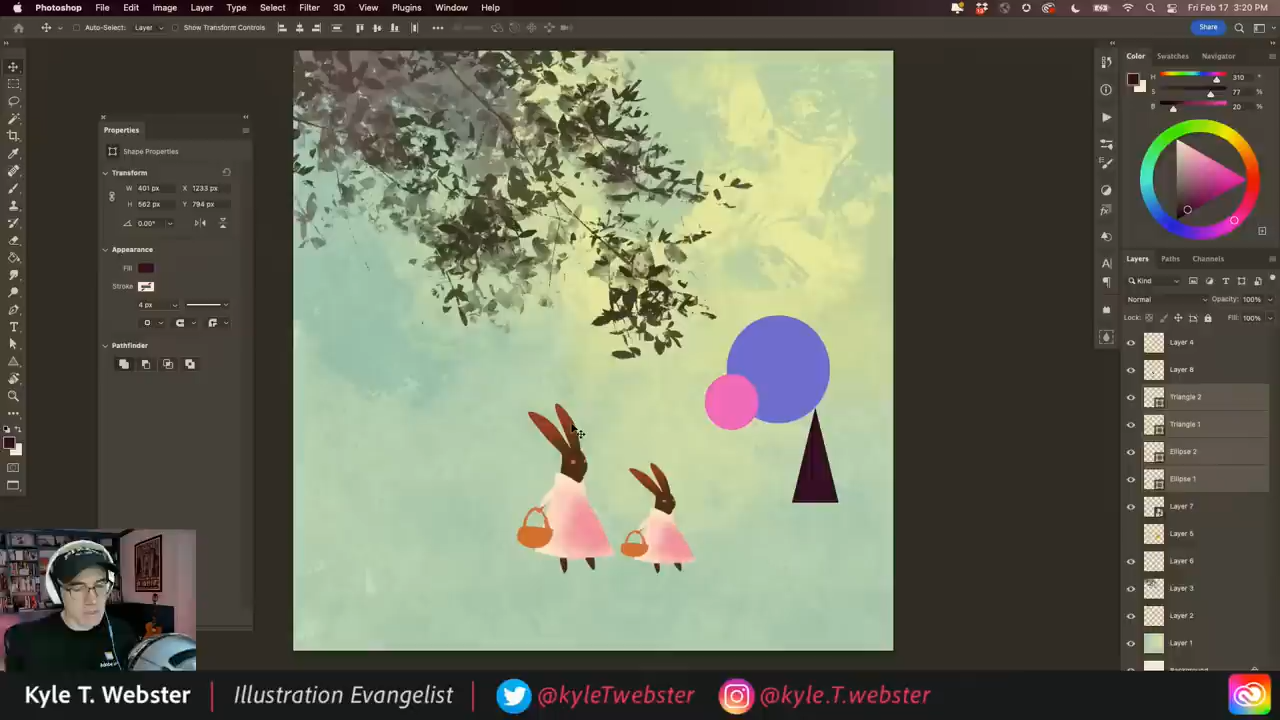 Photoshop File Edit Image Layer Type Select Filter 3D View Plugins Window Help
Fri Feb 17 3:20 PM
Auto-Select: Layer Show Transform Controls
Share
Properties
Shape Properties
Transform
W 401 px X 1233 px
H 562 px Y 794 px
0.00°
Appearance
Fill
Stroke
4 px
Pathfinder
Color Swatches Navigator
H 310 °
S 77 %
B 20 %
Layers Paths Channels
Kind
Normal Opacity: 100%
Lock: Fill: 100%
Layer 4
Layer 8
Triangle 2
Triangle 1
Ellipse 2
Ellipse 1
Layer 7
Layer 5
Layer 6
Layer 3
Layer 2
Layer 1
Kyle T. Webster | Illustration Evangelist | @kyleTwebster @kyle.T.webster